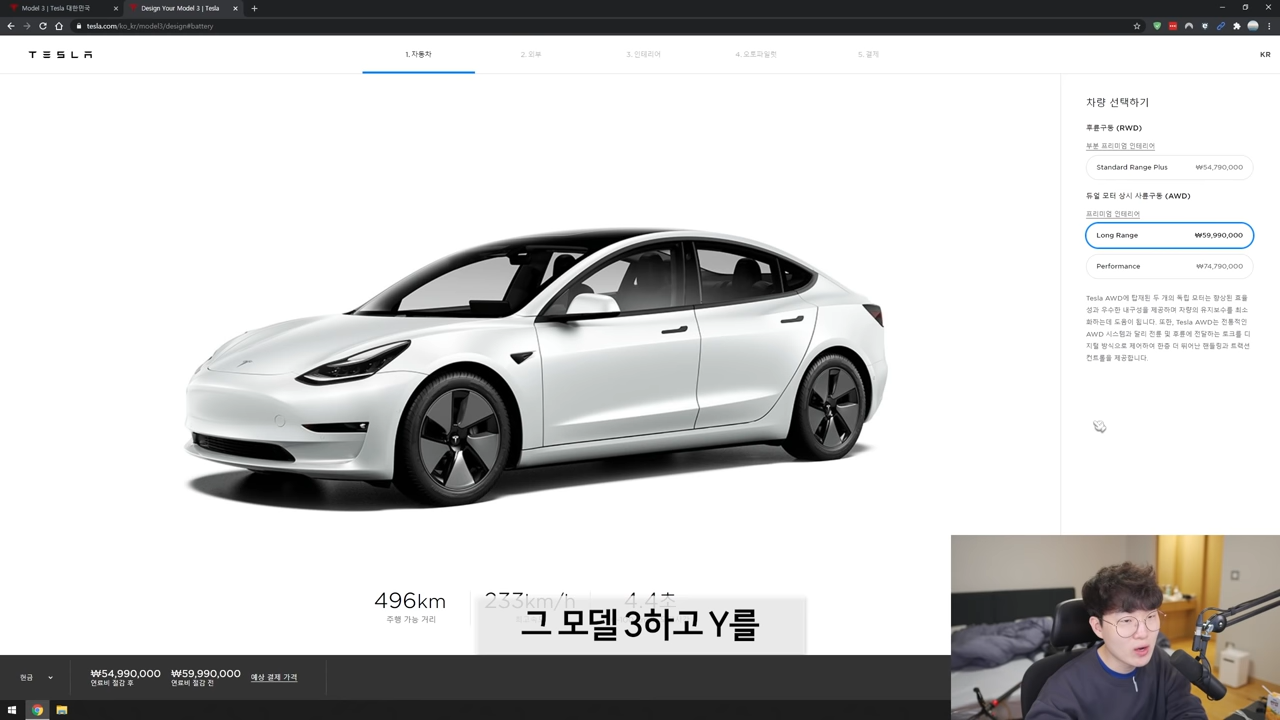 Model 3 | Tesla 대한민국
Design Your Model 3 | Tesla
tesla.com/ko_kr/model3/design#battery
TESLA
1. 자동차
2. 외부
3. 인테리어
4. 오토파일럿
5. 결제
KR
차량 선택하기
후륜구동 (RWD)
부분 프리미엄 인테리어
Standard Range Plus ₩54,790,000
듀얼 모터 상시 사륜구동 (AWD)
프리미엄 인테리어
Long Range ₩59,990,000
Performance ₩74,790,000
Tesla AWD에 탑재된 두 개의 독립 모터는 향상된 효율
성과 우수한 내구성을 제공하여 차량의 유지보수를 최소
화하는데 도움이 됩니다. 또한, Tesla AWD는 전통적인
AWD 시스템과 달리 전륜 및 후륜에 전달하는 토크를 디
지털 방식으로 제어하여 한층 더 뛰어난 핸들링과 트랙션
컨트롤을 제공합니다.
496km
주행 가능 거리
233km/h
4.4초
그 모델 3하고 Y를
현금
₩54,990,000
연료비 절감 후
₩59,990,000
연료비 절감 전
예상 결제 가격